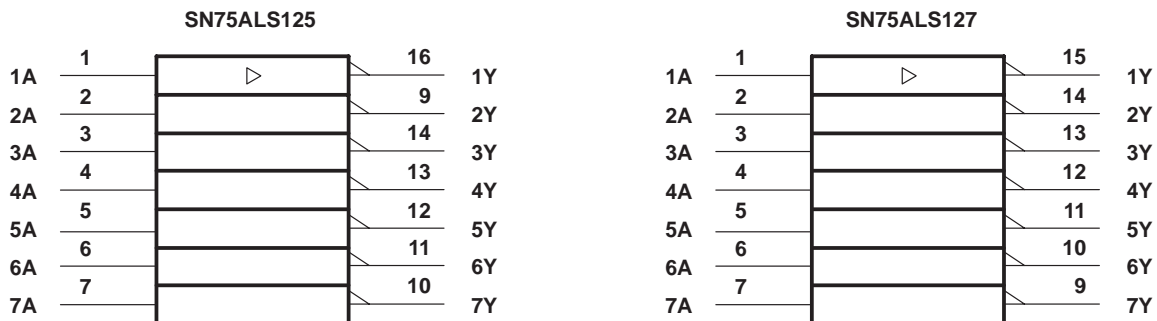 SN75ALS125
1A 1 16 1Y
2A 2 9 2Y
3A 3 14 3Y
4A 4 13 4Y
5A 5 12 5Y
6A 6 11 6Y
7A 7 10 7Y
SN75ALS127
1A 1 15 1Y
2A 2 14 2Y
3A 3 13 3Y
4A 4 12 4Y
5A 5 11 5Y
6A 6 10 6Y
7A 7 9 7Y